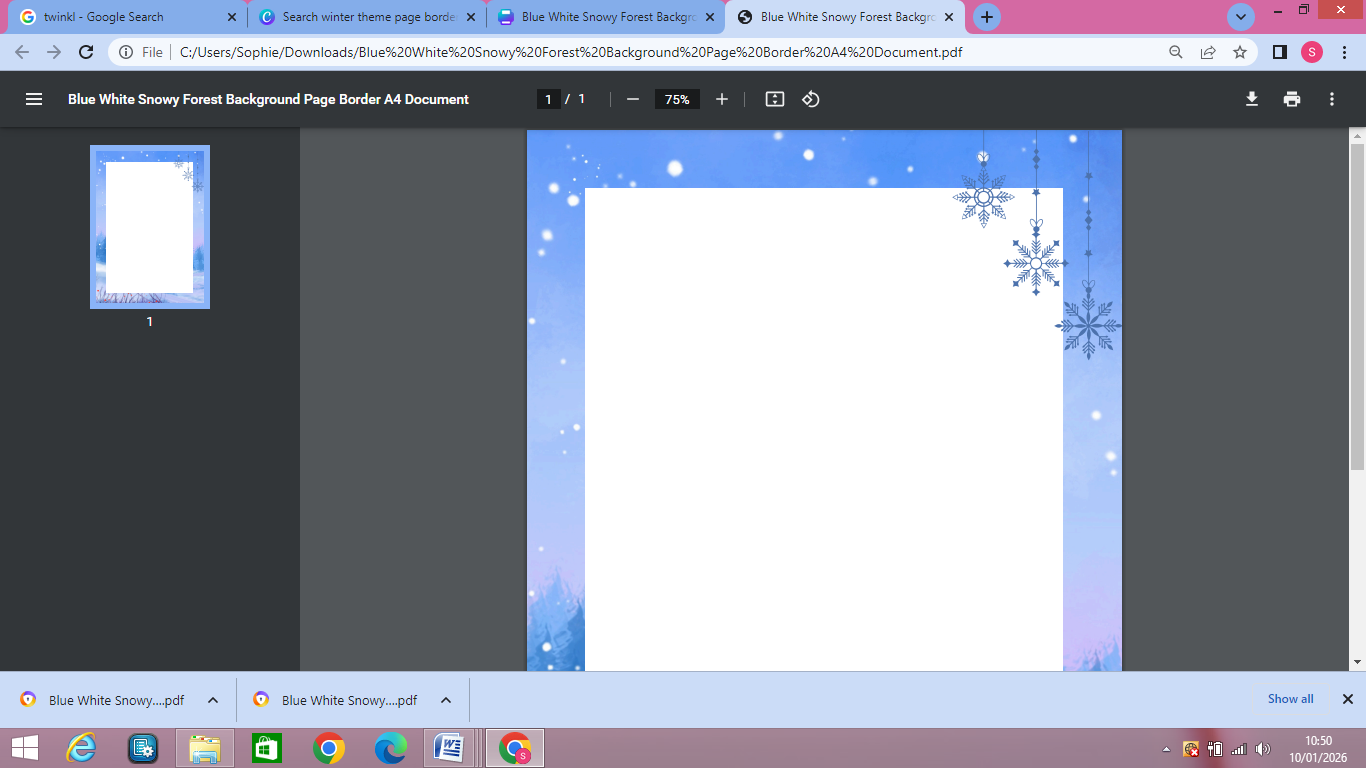 twinkl - Google Search
Search winter theme page borde
Blue White Snowy Forest Backgro
Blue White Snowy Forest Backgro
File
C:/Users/Sophie/Downloads/Blue%20White%20Snowy%20Forest%20Background%20Page%20Border%20A4%20Document.pdf
S
Blue White Snowy Forest Background Page Border A4 Document
1 / 1
75%
1
Blue White Snowy....pdf
Blue White Snowy....pdf
Show all
S
10:50
10/01/2026